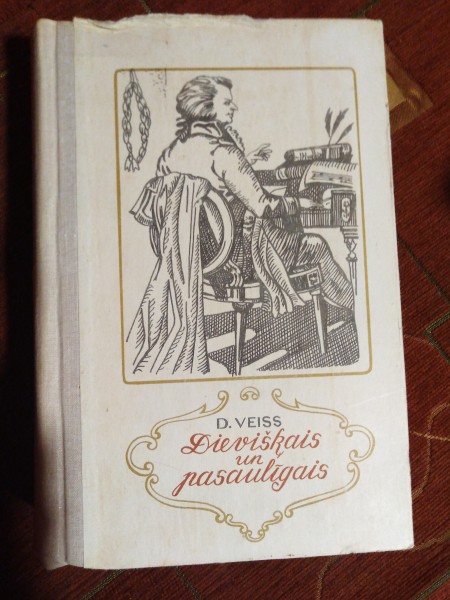 D. VEISS
Dievišķais
un
pasaulīgais